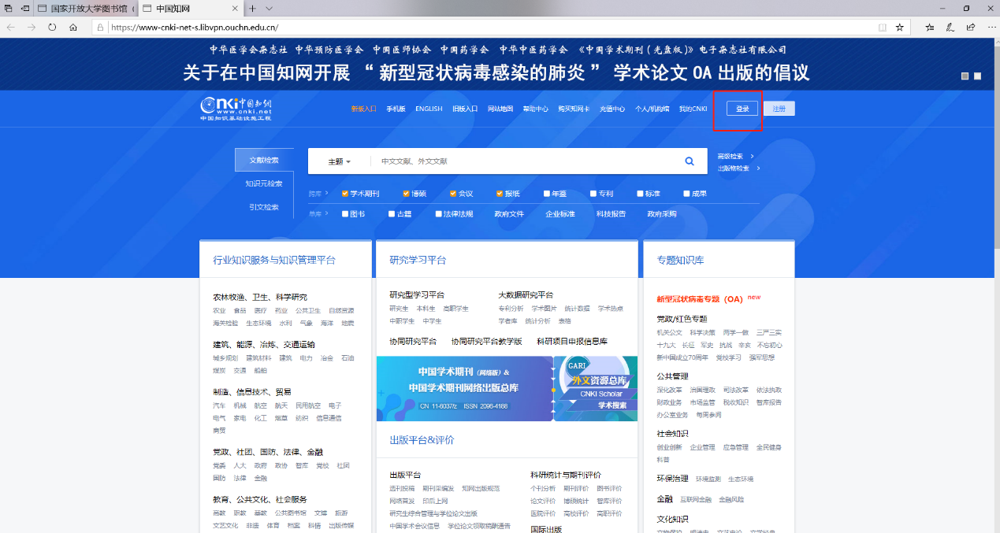 国家开放大学图书馆（
中国知网
https://www-cnki-net-s.libvpn.ouchn.edu.cn/
中华医学会杂志社 中华预防医学会 中国医师协会 中国药学会 中华中医药学会 《中国学术期刊（光盘版）》电子杂志社有限公司
关于在中国知网开展“新型冠状病毒感染的肺炎”学术论文OA出版的倡议
cnki中国知网
www.cnki.net
中国知识基础设施工程
新版入口 手机版 ENGLISH 旧版入口 网站地图 帮助中心 购买知网卡 充值中心 个人/机构馆 我的CNKI 登录 注册
文献检索 主题 中文文献、外文文献 高级检索 >
出版物检索 >
知识元检索
引文检索
跨库 > 学术期刊 博硕 会议 报纸 年鉴 专利 标准 成果
单库 > 图书 古籍 法律法规 政府文件 企业标准 科技报告 政府采购
行业知识服务与知识管理平台
农林牧渔、卫生、科学研究
农业 食品 医疗 药业 公共卫生 自然资源
海关检验 生态环境 水利 气象 海洋 地震
建筑、能源、冶炼、交通运输
城乡规划 建筑材料 建筑 电力 冶金 石油
煤炭 交通 船舶
制造、信息技术、贸易
汽车 机械 航空 航天 民用航空 电子
电气 家电 化工 烟草 纺织 信息通信
商贸
党政、社团、国防、法律、金融
党委 人大 政府 政协 智库 党校 社团
国防 法律 金融
教育、公共文化、社会服务
高教 职教 基教 公共图书馆 文博 旅游
文艺文化 非遗 体育 档案 科情 出版传媒
研究学习平台
研究型学习平台
研究生 本科生 高职学生
中职学生 中学生
大数据研究平台
专利分析 学术图片 统计数据 学术热点
学者库 统计分析 表格
协同研究平台 协同研究平台教学版 科研项目申报信息库
中国学术期刊（网络版）&
中国学术期刊网络出版总库
CN 11-6037/z ISSN 2095-4188
GARI
外文资源总库
CNKI Scholar
学术搜索
出版平台&评价
出版平台
选刊投稿 期刊采编发 知网出版规范
网络首发 印后上网
研究生综合管理与学位论文出版
中国学术会议信息 学位论文领取稿酬通告
科研统计与期刊评价
个刊分析 期刊评价 图书评价
论文评价 博硕统计 智库评价
医院评价 高校评价 高职评价
国际出版
专题知识库
新型冠状病毒专题（OA） new
党政/红色专题
机关公文 科学决策 两学一做 三严三实
十九大 长征 军史 抗战 辛亥 不忘初心
新中国成立70周年 党校学习 强军思想
公共管理
深化改革 治国理政 司法改革 依法执政
财政业务 市场监管 税收知识 智库报告
办公室业务 每周参阅
社会知识
创业创新 企业管理 应急管理 全民健身
科普
环保治理 环境监测 生态环境
金融 互联网金融 金融风险
文化知识